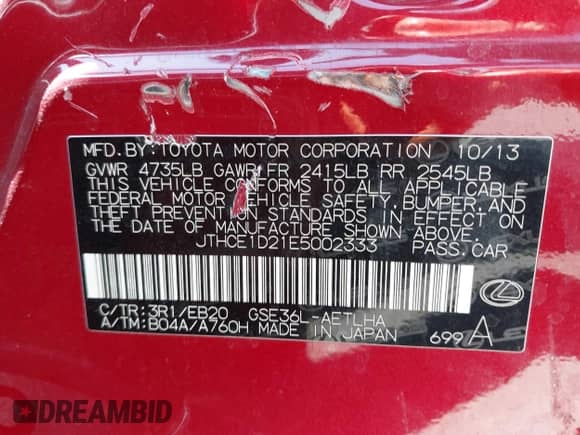 MFD.BY:TOYOTA MOTOR CORPORATION 10/13
GVWR 4735LB GAWR FR 2415LB RR 2545LB
THIS VEHICLE CONFORMS TO ALL APPLICABLE
FEDERAL MOTOR VEHICLE SAFETY, BUMPER, AND
THEFT PREVENTION STANDARDS IN EFFECT ON
THE DATE OF MANUFACTURE SHOWN ABOVE.
JTHCE1D21E5002333 PASS.CAR
C/TR:3R1/EB20 GSE36L-AETLHA
A/TM:B04A/A760H MADE IN JAPAN 699A
DREAMBID